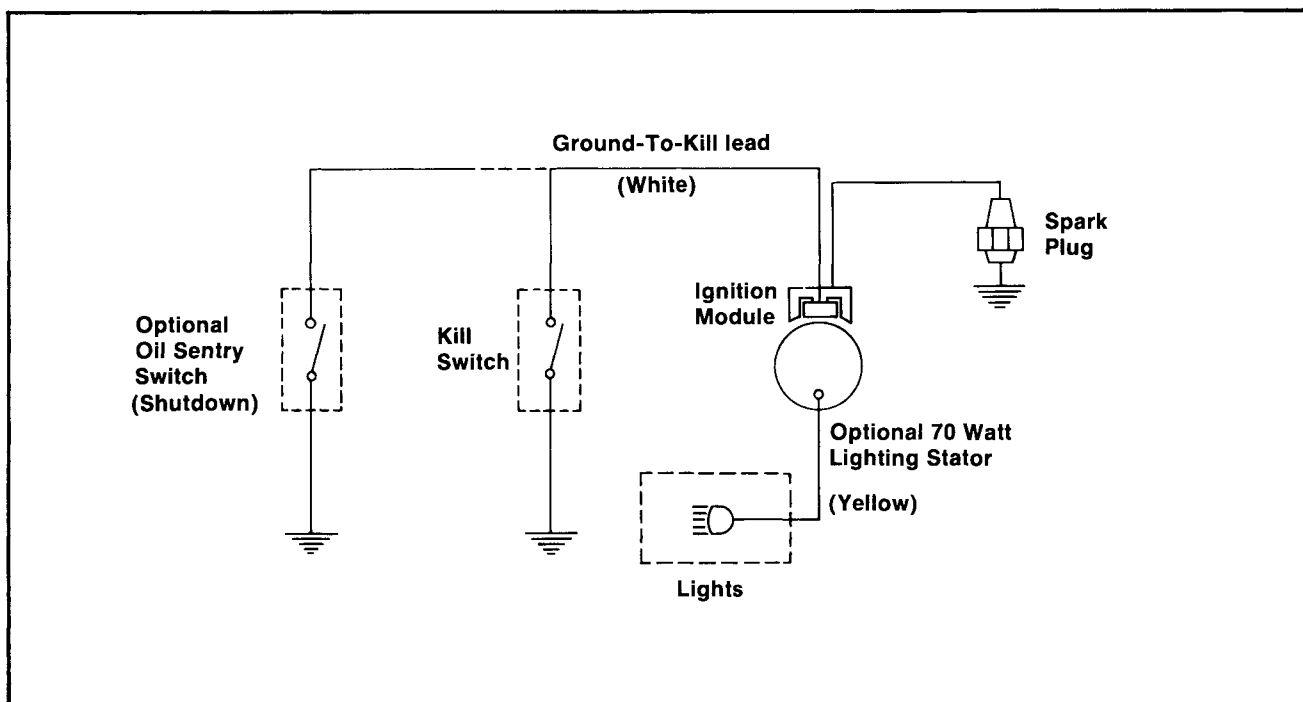 Ground-To-Kill lead
(White)
Spark
Plug
Ignition
Module
Optional
Oil Sentry
Switch
(Shutdown)
Kill
Switch
Optional 70 Watt
Lighting Stator
(Yellow)
Lights